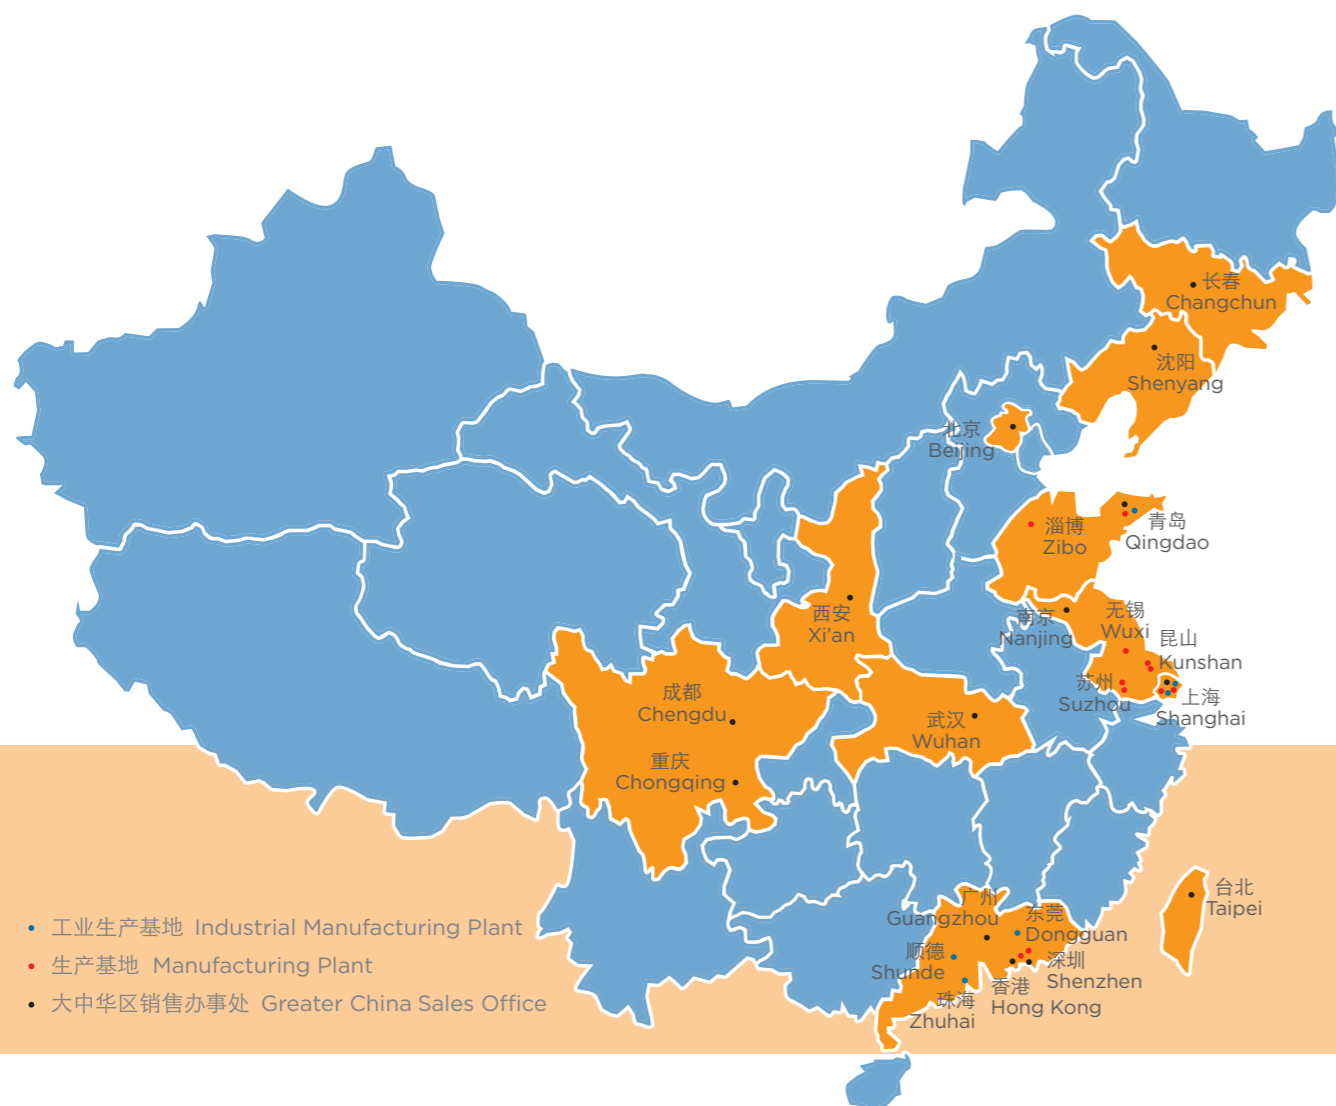 长春
Changchun
沈阳
Shenyang
北京
Beijing
淄博
Zibo
青岛
Qingdao
西安
Xi'an
南京
Nanjing
无锡
Wuxi
昆山
Kunshan
苏州
Suzhou
上海
Shanghai
成都
Chengdu
武汉
Wuhan
重庆
Chongqing
广州
Guangzhou
东莞
Dongguan
顺德
Shunde
深圳
Shenzhen
香港
Hong Kong
珠海
Zhuhai
台北
Taipei
工业生产基地 Industrial Manufacturing Plant
生产基地 Manufacturing Plant
大中华区销售办事处 Greater China Sales Office